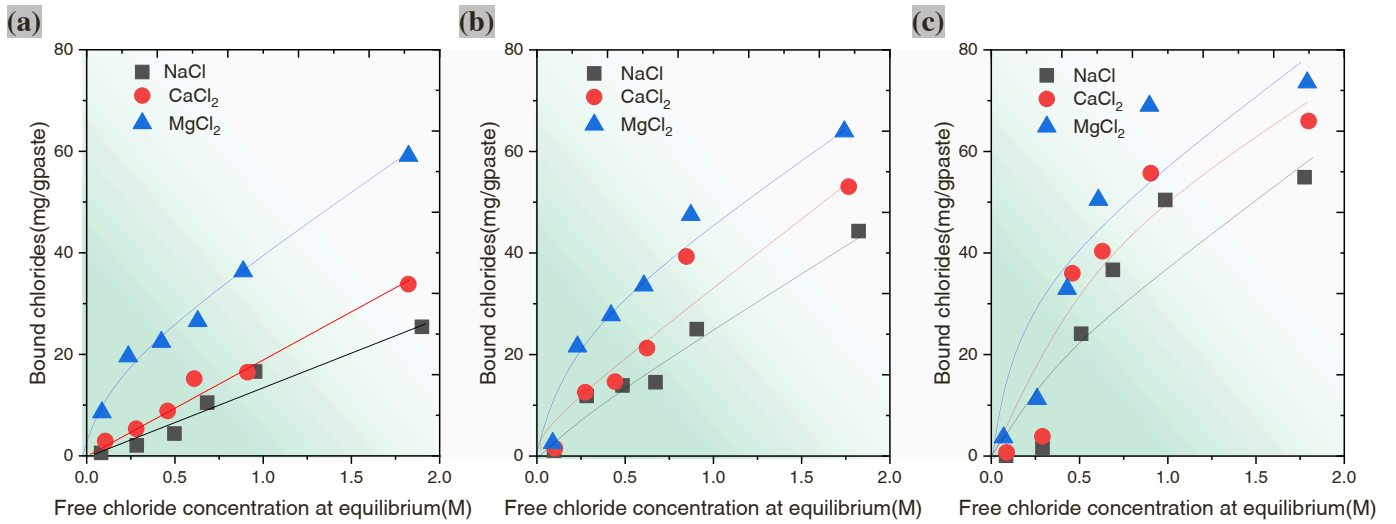 (a)
80
60
40
20
0
Bound chlorides(mg/gpaste)
NaCl
CaCl₂
MgCl₂
0.0 0.5 1.0 1.5 2.0
Free chloride concentration at equilibrium(M)
(b)
80
60
40
20
0
Bound chlorides(mg/gpaste)
NaCl
CaCl₂
MgCl₂
0.0 0.5 1.0 1.5 2.0
Free chloride concentration at equilibrium(M)
(c)
80
60
40
20
0
Bound chlorides(mg/gpaste)
NaCl
CaCl₂
MgCl₂
0.0 0.5 1.0 1.5 2.0
Free chloride concentration at equilibrium(M)